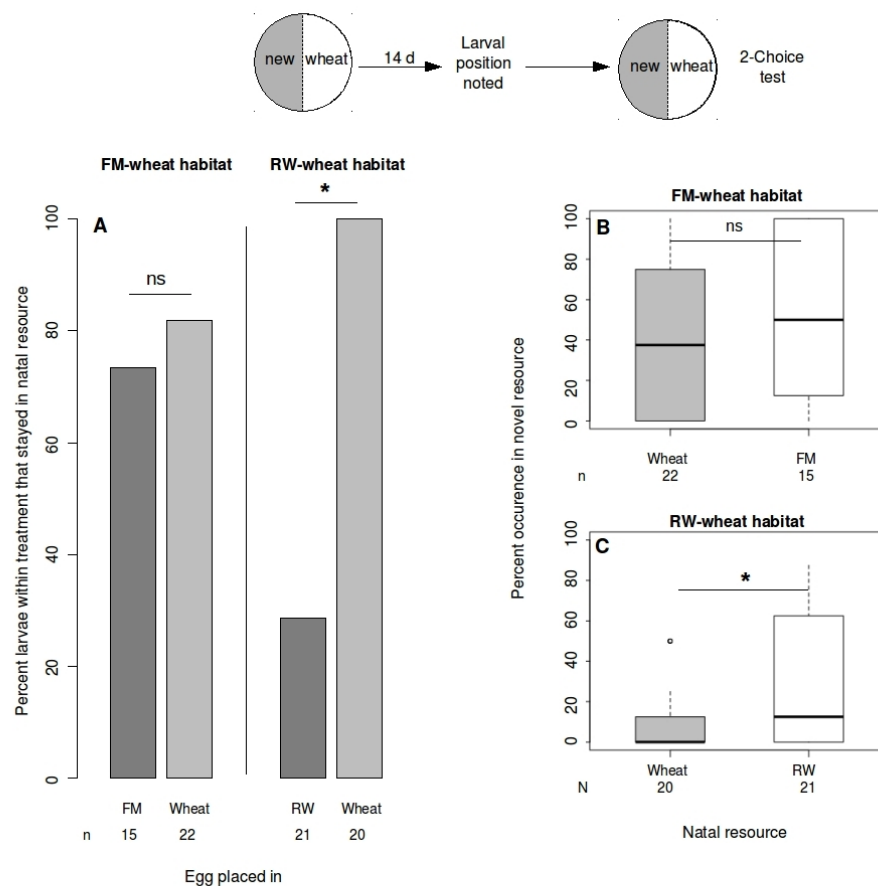 new wheat
14 d
Larval
position
noted
new wheat
2-Choice
test
FM-wheat habitat
RW-wheat habitat
A
ns
*
Percent larvae within treatment that stayed in natal resource
100
80
60
40
20
0
FM Wheat RW Wheat
n 15 22 21 20
Egg placed in
FM-wheat habitat
B
ns
100
80
60
40
20
0
Wheat FM
n 22 15
Percent occurence in novel resource
RW-wheat habitat
C
*
100
80
60
40
20
0
Wheat RW
N 20 21
Natal resource